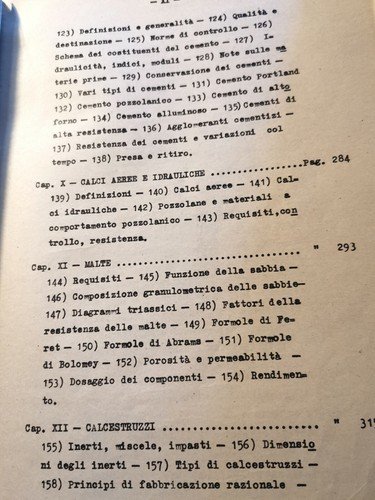 — XI —
123) Definizioni e generalità — 124) Qualità e
destinazione — 125) Norme di controllo — 126)
Schema dei costituenti del cemento — 127) I-
draulicità, indici, moduli — 128) Note sulle ma
terie prime — 129) Conservazione dei cementi —
130) Vari tipi di cementi — 131) Cemento Portland
132) Cemento pozzolanico — 133) Cemento di alto
forno — 134) Cemento alluminoso — 135) Cementi di
alta resistenza — 136) Agglomeranti cementizi —
137) Resistenza dei cementi e variazioni col
tempo — 138) Presa e ritiro.
Cap. X — CALCI AEREE E IDRAULICHE ................Pag. 284
139) Definizioni — 140) Calci aeree — 141) Cal-
ci idrauliche — 142) Pozzolane e materiali a
comportamento pozzolanico — 143) Requisiti, con
trollo, resistenza.
Cap. XI — MALTE ................................ " 293
144) Requisiti — 145) Funzione della sabbia —
146) Composizione granulometrica delle sabbie—
147) Diagrammi triassici — 148) Fattori della
resistenza delle malte — 149) Formole di Fe-
ret — 150) Formole di Abrams — 151) Formole
di Bolomey — 152) Porosità e permeabilità —
153) Dosaggio dei componenti — 154) Rendimen-
to.
Cap. XII — CALCESTRUZZI ........................ "
155) Inerti, miscele, impasti — 156) Dimensio
ni degli inerti — 157) Tipi di calcestruzzi —
158) Principi di fabbricazione razionale —